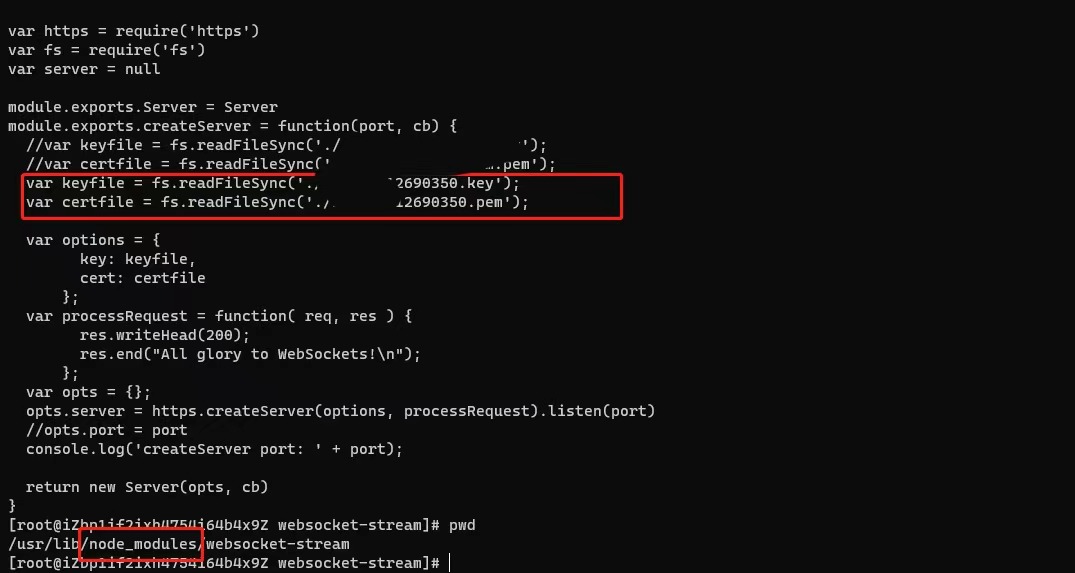 var https = require('https')
var fs = require('fs')
var server = null
module.exports.Server = Server
module.exports.createServer = function(port, cb) {
//var keyfile = fs.readFileSync('./ ');
//var certfile = fs.readFileSync(' .pem');
var keyfile = fs.readFileSync('./ 2690350.key');
var certfile = fs.readFileSync('./ 2690350.pem');
var options = {
key: keyfile,
cert: certfile
};
var processRequest = function( req, res ) {
res.writeHead(200);
res.end("All glory to WebSockets!\n");
};
var opts = {};
opts.server = https.createServer(options, processRequest).listen(port)
//opts.port = port
console.log('createServer port: ' + port);
return new Server(opts, cb)
}
[root@iZbp1if2ixh4754i64b4x9Z websocket-stream]# pwd
/usr/lib/node_modules/websocket-stream
[root@iZbp1if2ixh4754i64b4x9Z websocket-stream]#